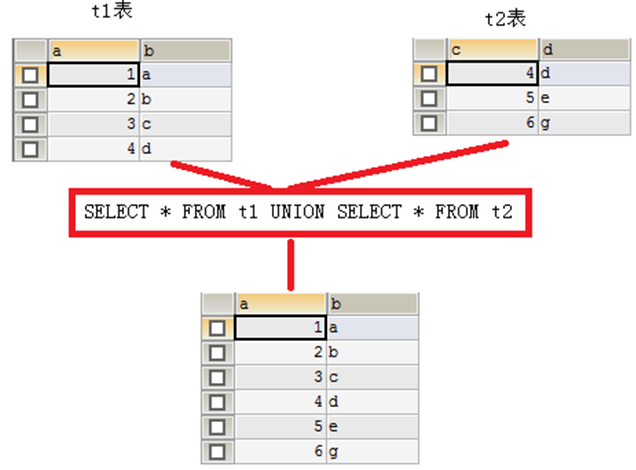 t1表
t2表
a b
1 a
2 b
3 c
4 d
c d
4 d
5 e
6 g
SELECT * FROM t1 UNION SELECT * FROM t2
a b
1 a
2 b
3 c
4 d
5 e
6 g